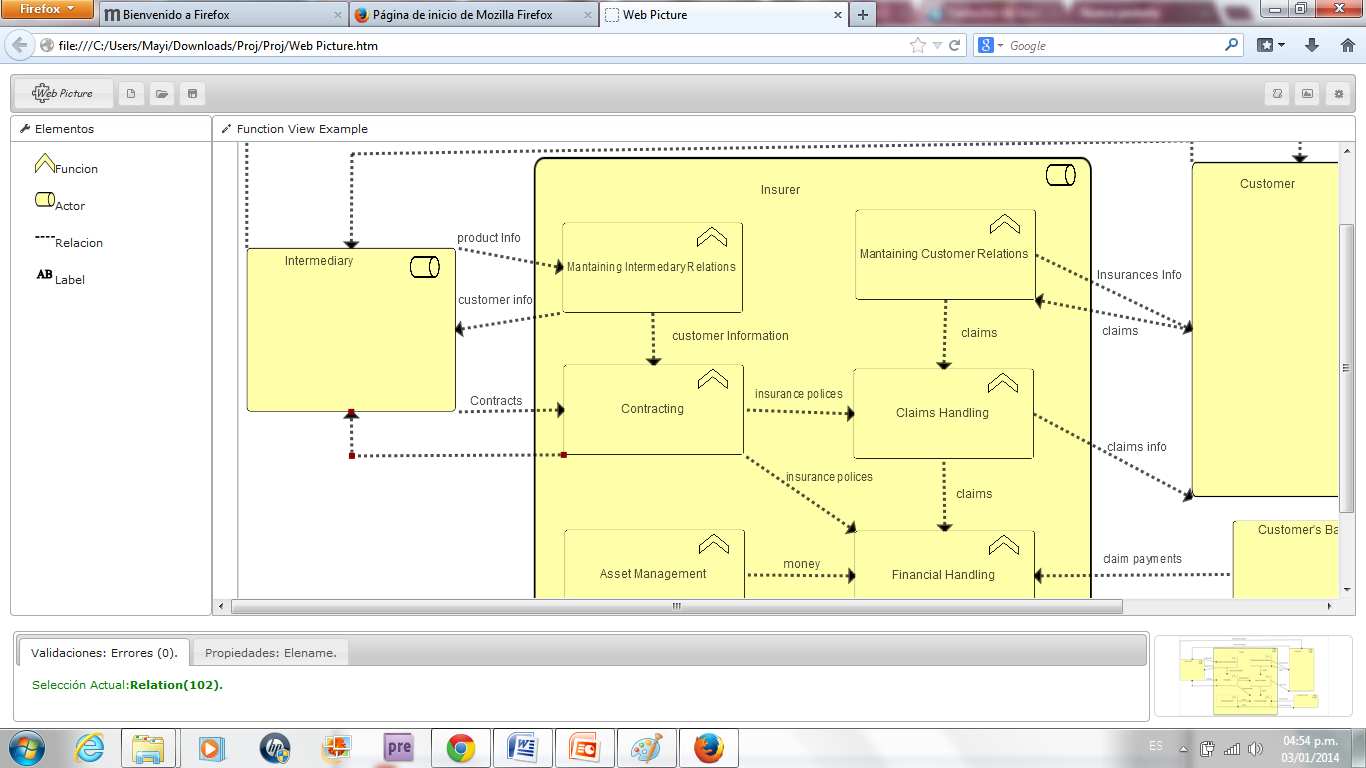 Firefox
Bienvenido a Firefox
Página de inicio de Mozilla Firefox
Web Picture
file:///C:/Users/Mayi/Downloads/Proj/Proj/Web Picture.htm
Google
Web Picture
Elementos
Function View Example
Funcion
Actor
Relacion
AB Label
Insurer
Customer
product Info
Intermediary
Mantaining Intermedary Relations
Mantaining Customer Relations
Insurances Info
customer info
claims
customer Information
claims
Contracts
insurance polices
Contracting
Claims Handling
claims info
insurance polices
claims
Customer's Ba
money
claim payments
Asset Management
Financial Handling
Validaciones: Errores (0).
Propiedades: Elename.
Selección Actual:Relation(102).
hp
pre
ES
04:54 p.m.
03/01/2014